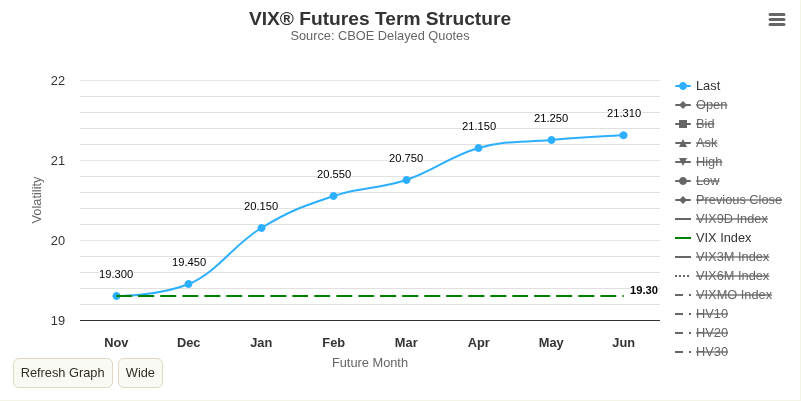 VIX® Futures Term Structure
Source: CBOE Delayed Quotes
Volatility
22
21
20
19
19.300
19.450
20.150
20.550
20.750
21.150
21.250
21.310
19.30
Nov Dec Jan Feb Mar Apr May Jun
Future Month
Last
Open
Bid
Ask
High
Low
Previous Close
VIX9D Index
VIX Index
VIX3M Index
VIX6M Index
VIXMO Index
HV10
HV20
HV30
Refresh Graph
Wide